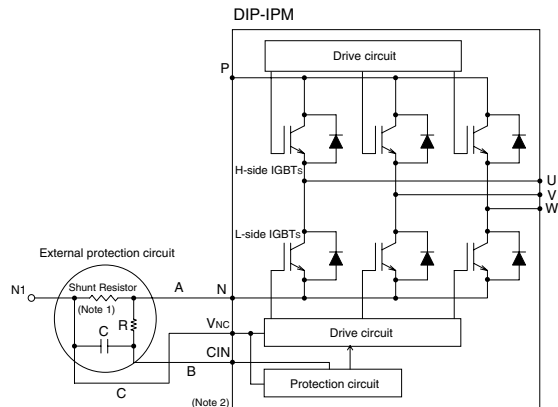 DIP-IPM
Drive circuit
P
H-side IGBTs
U
V
W
L-side IGBTs
External protection circuit
Shunt Resistor
A
N
N1
(Note 1)
R
VNC
Drive circuit
C
CIN
B
C
Protection circuit
(Note 2)